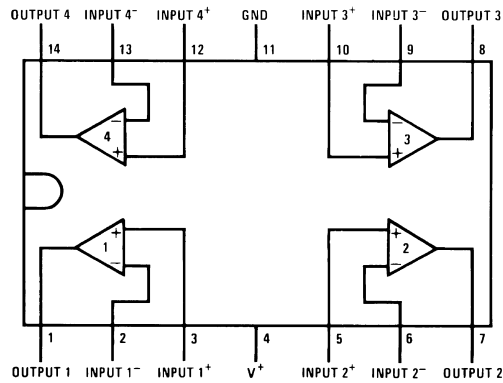 OUTPUT 4 INPUT 4⁻ INPUT 4⁺ GND INPUT 3⁺ INPUT 3⁻ OUTPUT 3
14 13 12 11 10 9 8
− −
4 3
+ +
+ +
1 2
− −
1 2 3 4 5 6 7
OUTPUT 1 INPUT 1⁻ INPUT 1⁺ V⁺ INPUT 2⁺ INPUT 2⁻ OUTPUT 2